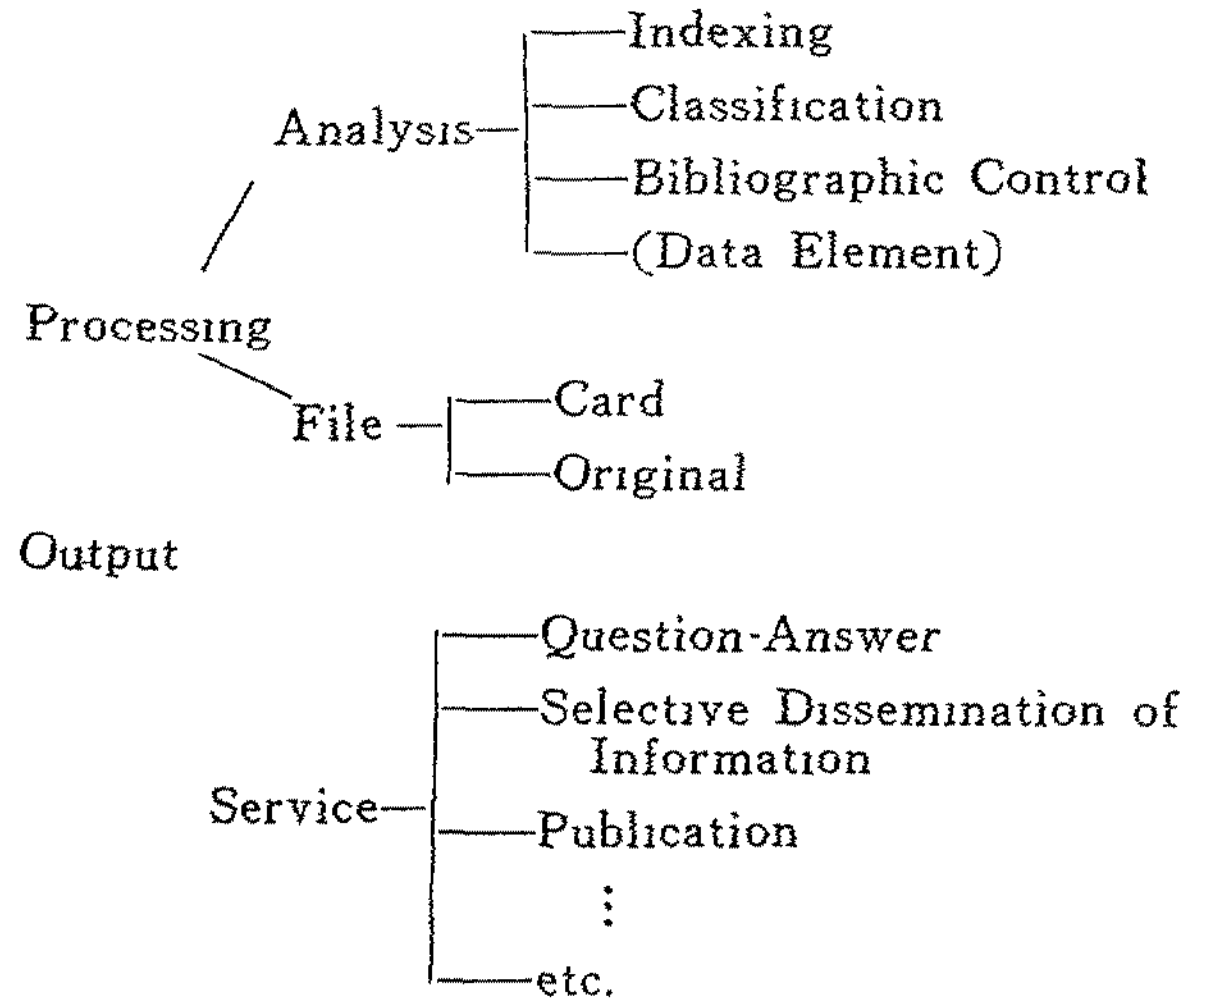 Indexing
Classification
Analysis
Bibliographic Control
(Data Element)
Processing
Card
File
Original
Output
Question-Answer
Selective Dissemination of
Information
Service
Publication
⋮
etc.